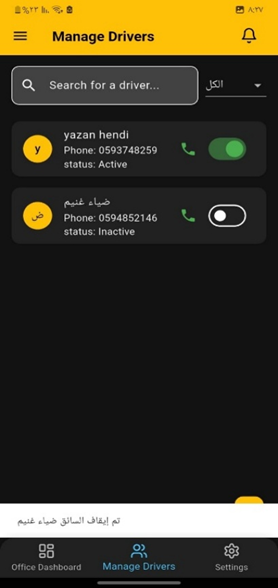 ٪٢٣
٨:٢٧
Manage Drivers
Search for a driver...
الكل
y
yazan hendi
Phone: 0593748259
status: Active
ض
ضياء غنيم
Phone: 0594852146
status: Inactive
تم إيقاف السائق ضياء غنيم
Office Dashboard
Manage Drivers
Settings